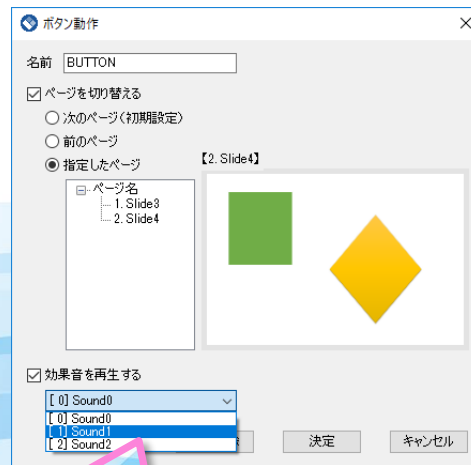 ボタン動作
名前 BUTTON
ページを切り替える
次のページ(初期設定)
前のページ
指定したページ
【2. Slide4】
ページ名
1. Slide3
2. Slide4
効果音を再生する
[ 0] Sound0
[ 0] Sound0
[ 1] Sound1
[ 2] Sound2
決定
キャンセル